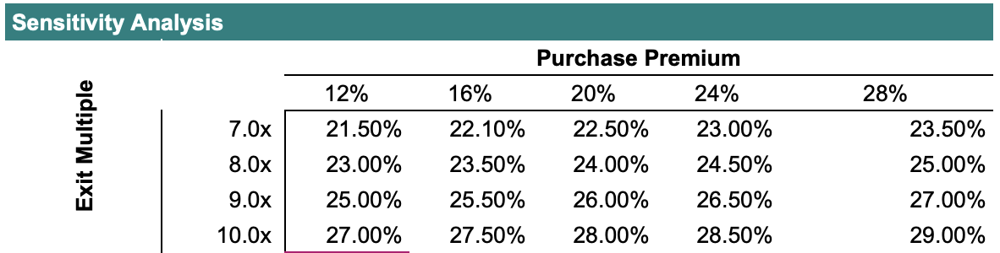 Sensitivity Analysis
Purchase Premium
12% 16% 20% 24% 28%
Exit Multiple
7.0x 21.50% 22.10% 22.50% 23.00% 23.50%
8.0x 23.00% 23.50% 24.00% 24.50% 25.00%
9.0x 25.00% 25.50% 26.00% 26.50% 27.00%
10.0x 27.00% 27.50% 28.00% 28.50% 29.00%